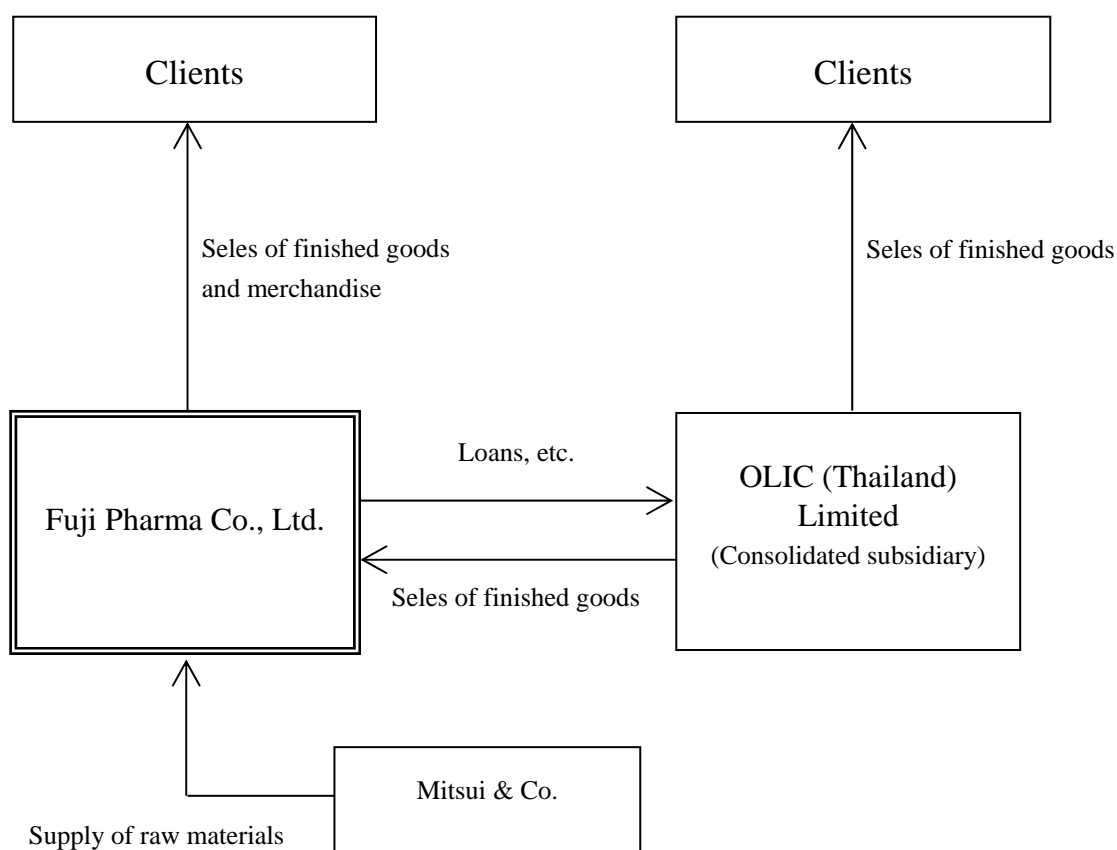 Clients
Clients
Seles of finished goods
and merchandise
Seles of finished goods
Fuji Pharma Co., Ltd.
Loans, etc.
Seles of finished goods
OLIC (Thailand)
Limited
(Consolidated subsidiary)
Mitsui & Co.
Supply of raw materials